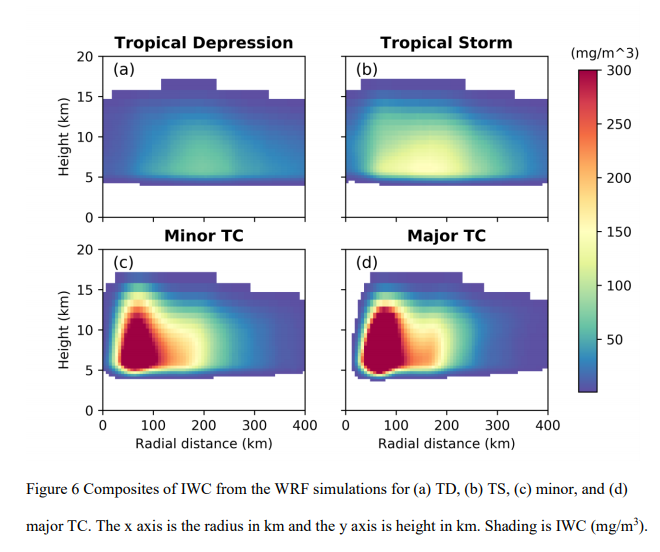 Tropical Depression
Tropical Storm
(mg/m^3)
(a)
(b)
20
15
10
5
0
Height (km)
300
250
200
150
100
50
Minor TC
Major TC
(c)
(d)
20
15
10
5
0
Height (km)
0 100 200 300 400
0 100 200 300 400
Radial distance (km)
Radial distance (km)
Figure 6 Composites of IWC from the WRF simulations for (a) TD, (b) TS, (c) minor, and (d)
major TC. The x axis is the radius in km and the y axis is height in km. Shading is IWC (mg/m³).